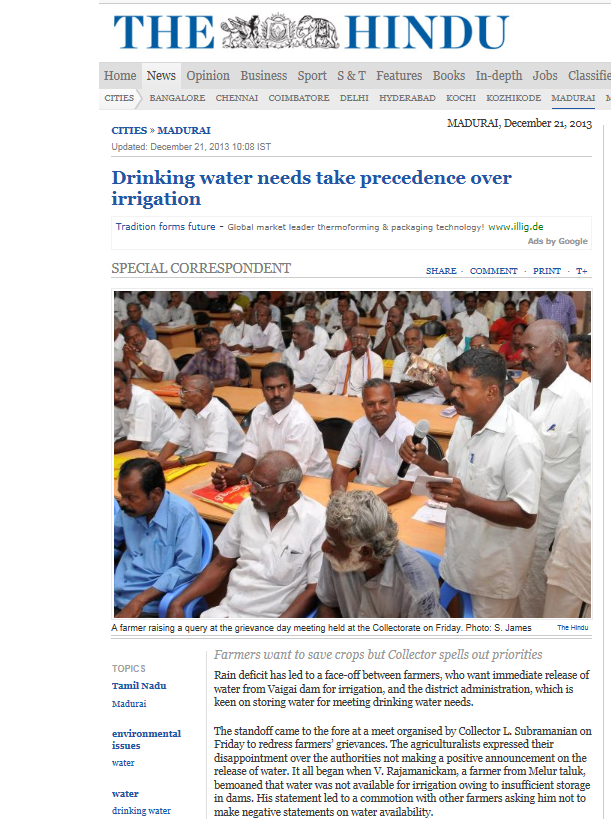 THE HINDU
Home News Opinion Business Sport S & T Features Books In-depth Jobs Classifie
CITIES BANGALORE CHENNAI COIMBATORE DELHI HYDERABAD KOCHI KOZHIKODE MADURAI M
MADURAI, December 21, 2013
CITIES » MADURAI
Updated: December 21, 2013 10:08 IST
Drinking water needs take precedence over
irrigation
Tradition forms future - Global market leader thermoforming & packaging technology! www.illig.de
Ads by Google
SPECIAL CORRESPONDENT
SHARE · COMMENT · PRINT · T+
A farmer raising a query at the grievance day meeting held at the Collectorate on Friday. Photo: S. James
The Hindu
Farmers want to save crops but Collector spells out priorities
Rain deficit has led to a face-off between farmers, who want immediate release of
water from Vaigai dam for irrigation, and the district administration, which is
keen on storing water for meeting drinking water needs.
The standoff came to the fore at a meet organised by Collector L. Subramanian on
Friday to redress farmers' grievances. The agriculturalists expressed their
disappointment over the authorities not making a positive announcement on the
release of water. It all began when V. Rajamanickam, a farmer from Melur taluk,
bemoaned that water was not available for irrigation owing to insufficient storage
in dams. His statement led to a commotion with other farmers asking him not to
make negative statements on water availability.
TOPICS
Tamil Nadu
Madurai
environmental
issues
water
water
drinking water